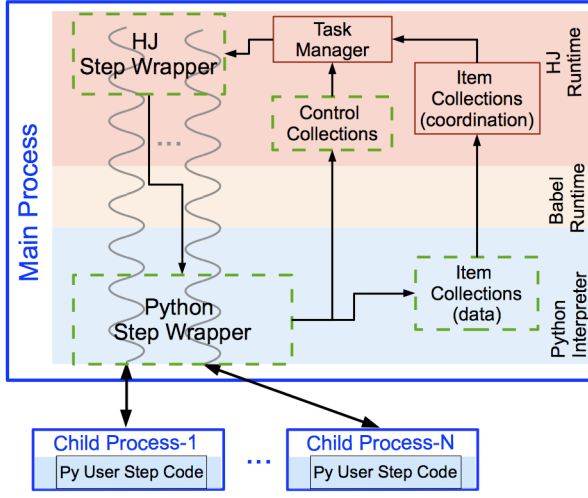 HJ
Step Wrapper
Task
Manager
Item
Collections
(coordination)
Control
Collections
...
HJ
Runtime
Babel
Runtime
Main Process
Python
Step Wrapper
Item
Collections
(data)
Python
Interpreter
Child Process-1
Py User Step Code
...
Child Process-N
Py User Step Code